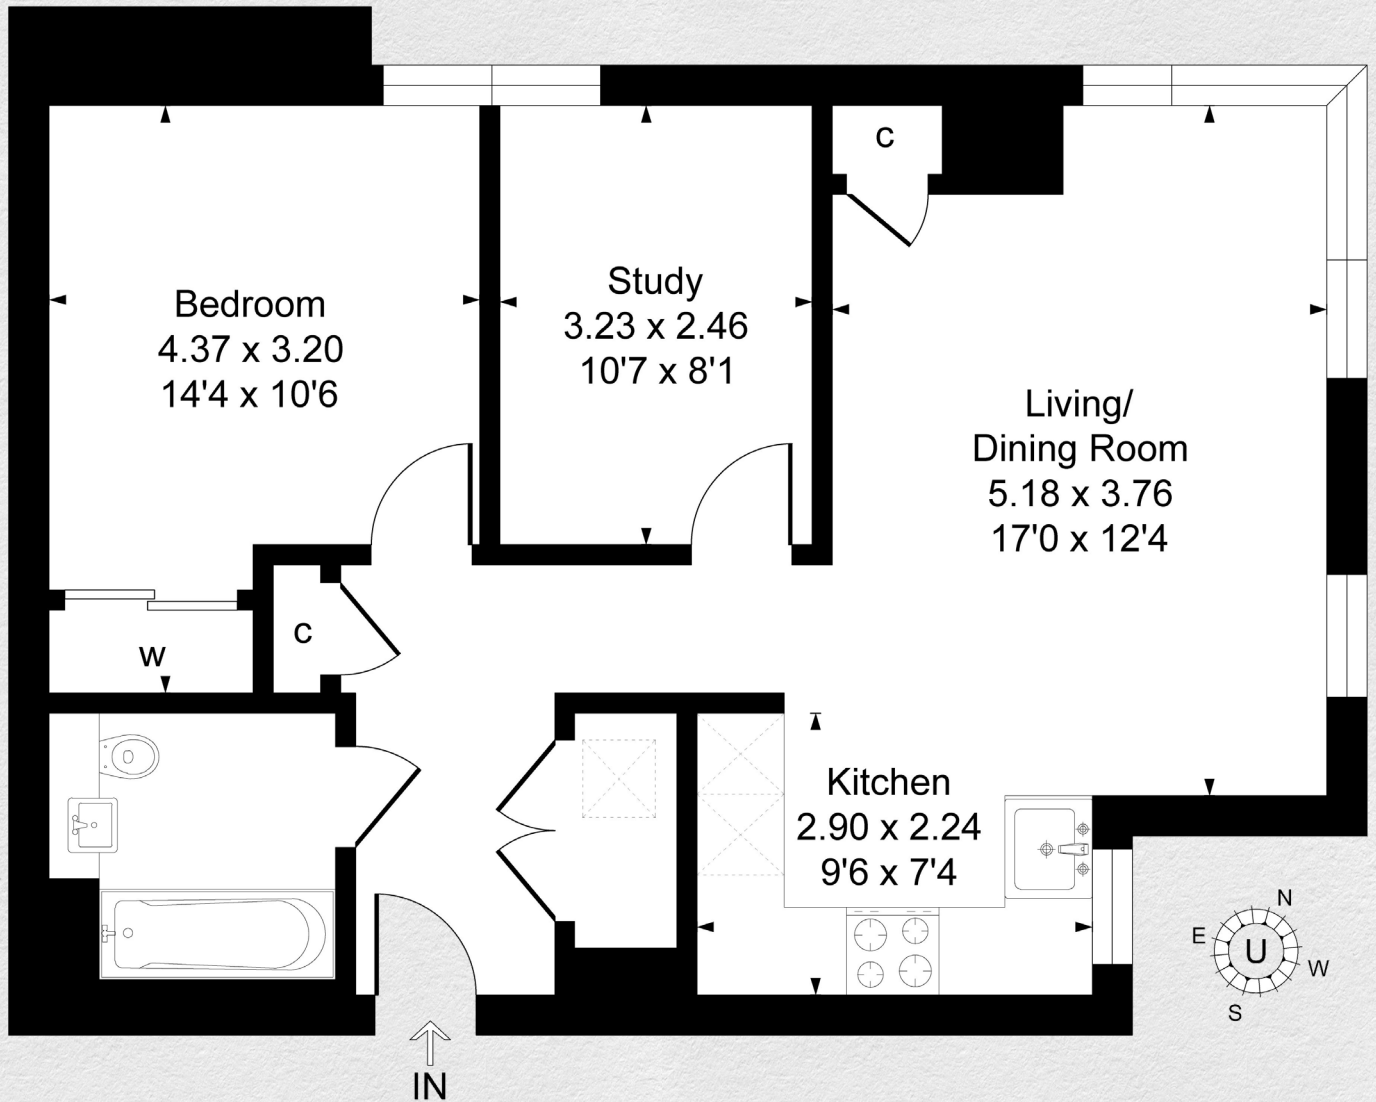 Bedroom
4.37 x 3.20
14'4 x 10'6
Study
3.23 x 2.46
10'7 x 8'1
c
Living/
Dining Room
5.18 x 3.76
17'0 x 12'4
w
c
Kitchen
2.90 x 2.24
9'6 x 7'4
N
E
U
W
S
IN